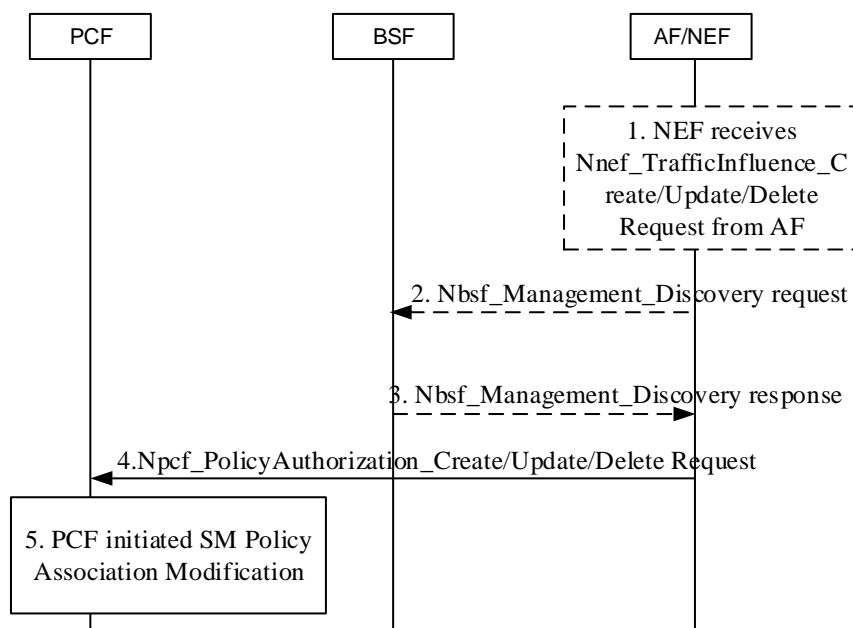 PCF
BSF
AF/NEF
1. NEF receives
Nnef_TrafficInfluence_C
reate/Update/Delete
Request from AF
2. Nbsf_Management_Discovery request
3. Nbsf_Management_Discovery response
4.Npcf_PolicyAuthorization_Create/Update/Delete Request
5. PCF initiated SM Policy
Association Modification